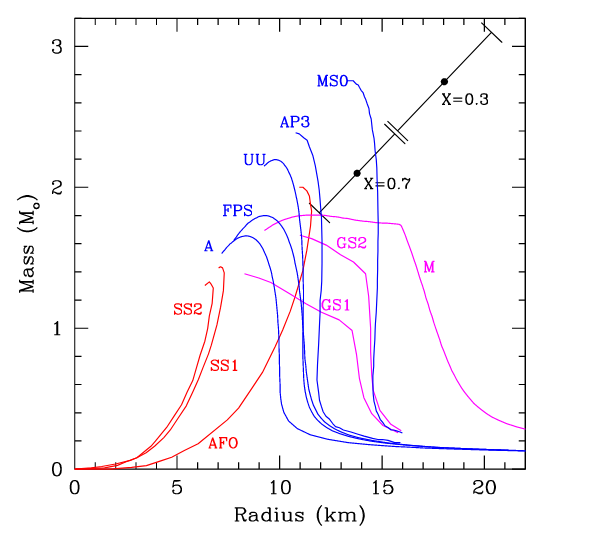 3
2
1
0
Mass (M_o)
MS0
AP3
X=0.3
UU
X=0.7
FPS
A
GS2
M
SS2
GS1
SS1
AFO
0
5
10
15
20
Radius (km)